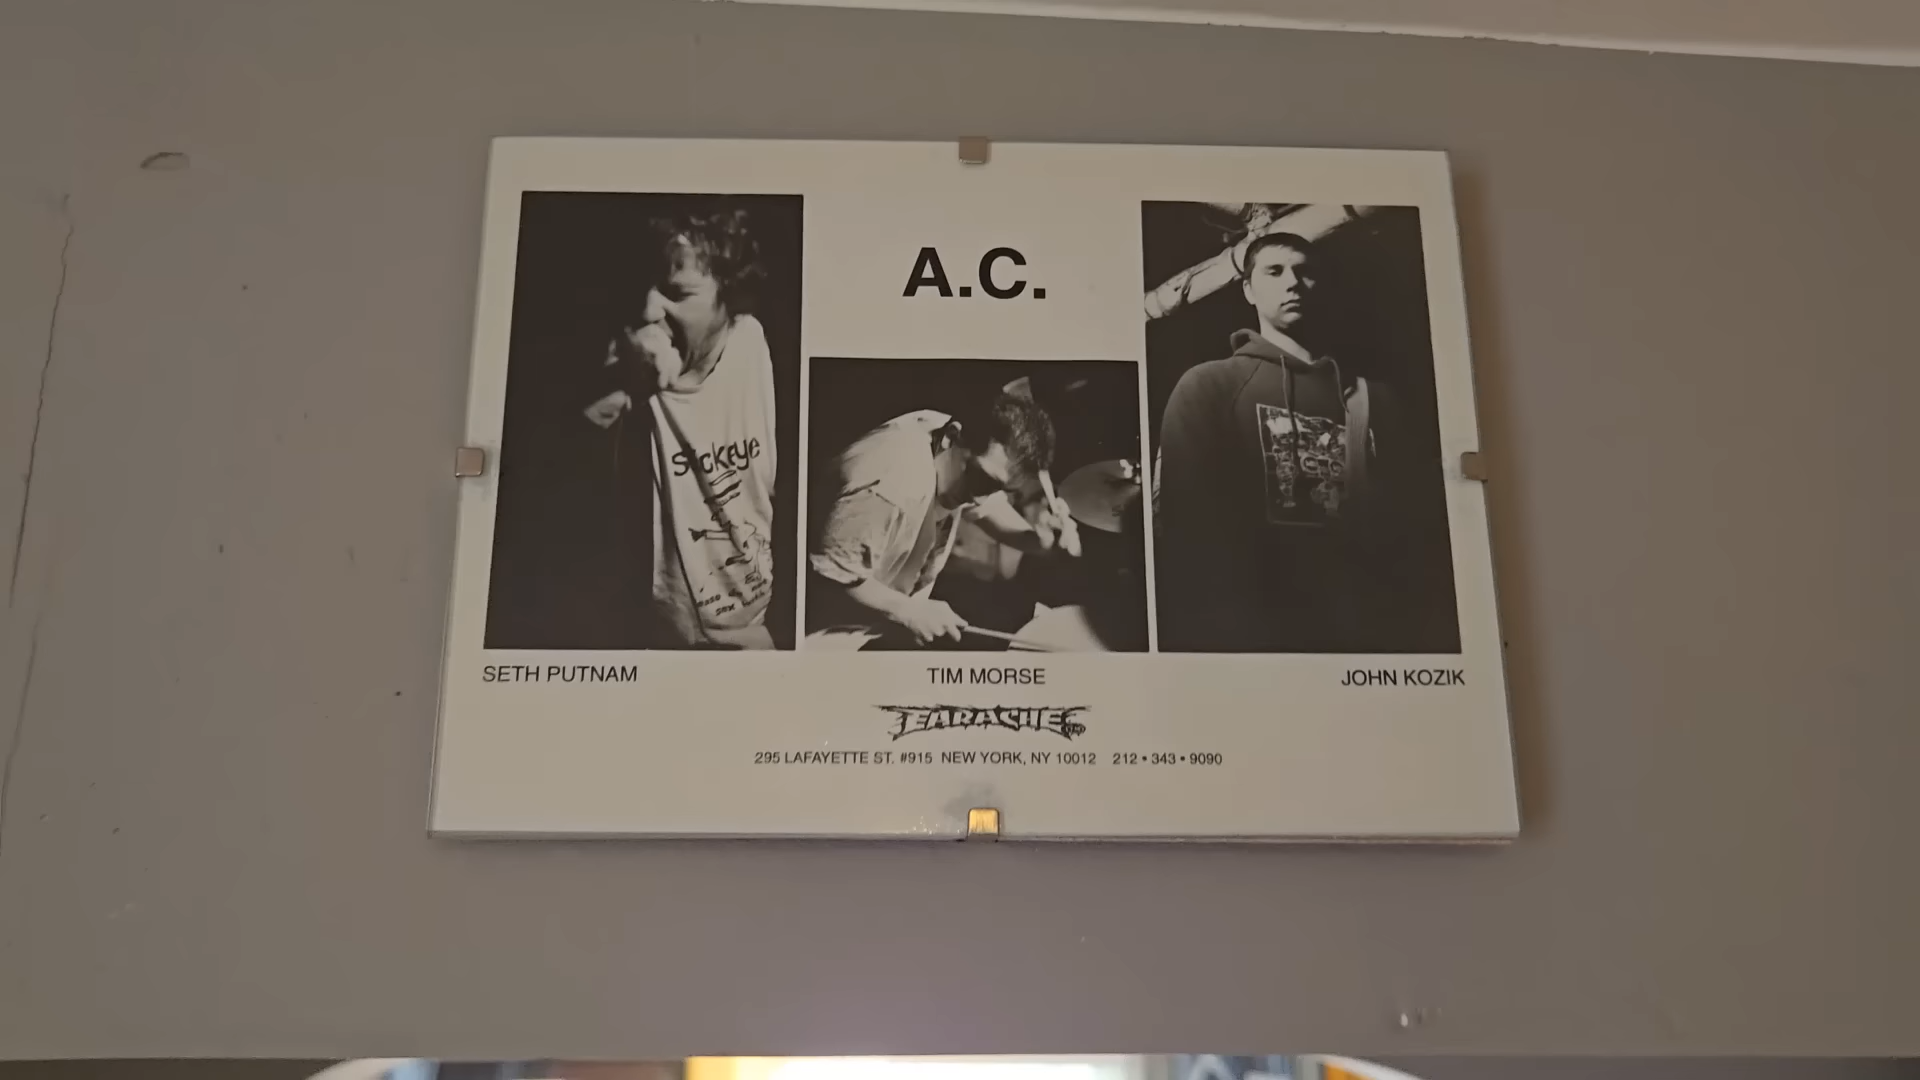 A.C.
Sickeye
SETH PUTNAM
TIM MORSE
JOHN KOZIK
EARACHE
295 LAFAYETTE ST. #915 NEW YORK, NY 10012 212 • 343 • 9090